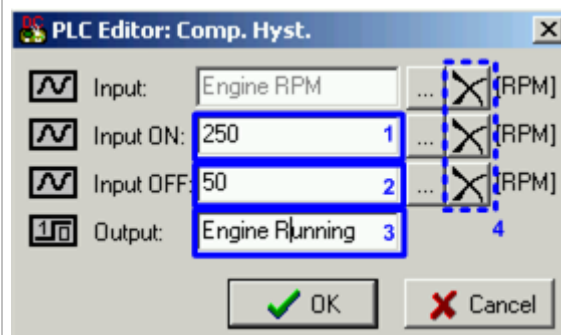 DC PLC Editor: Comp. Hyst.
Input: Engine RPM ... [RPM]
Input ON: 250 1 ... [RPM]
Input OFF: 50 2 ... [RPM]
Output: Engine Running 3 4
OK Cancel